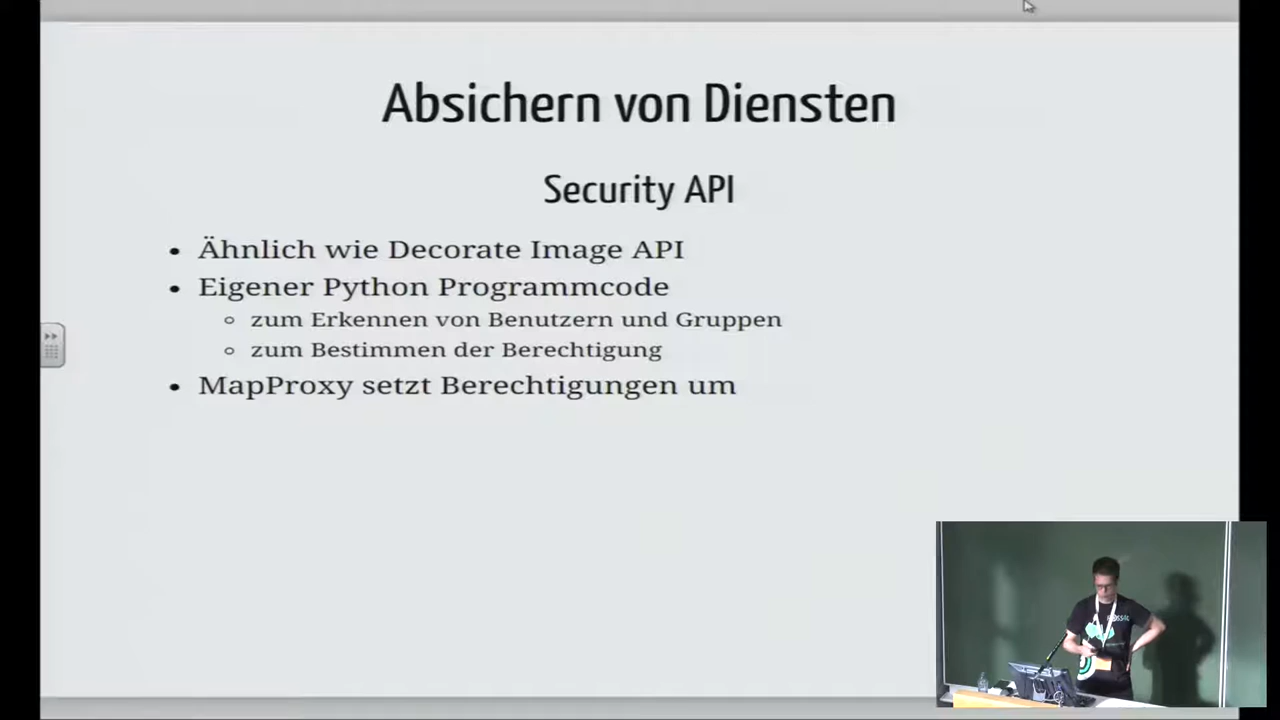 Absichern von Diensten
Security API
Ähnlich wie Decorate Image API
Eigener Python Programmcode
zum Erkennen von Benutzern und Gruppen
zum Bestimmen der Berechtigung
MapProxy setzt Berechtigungen um